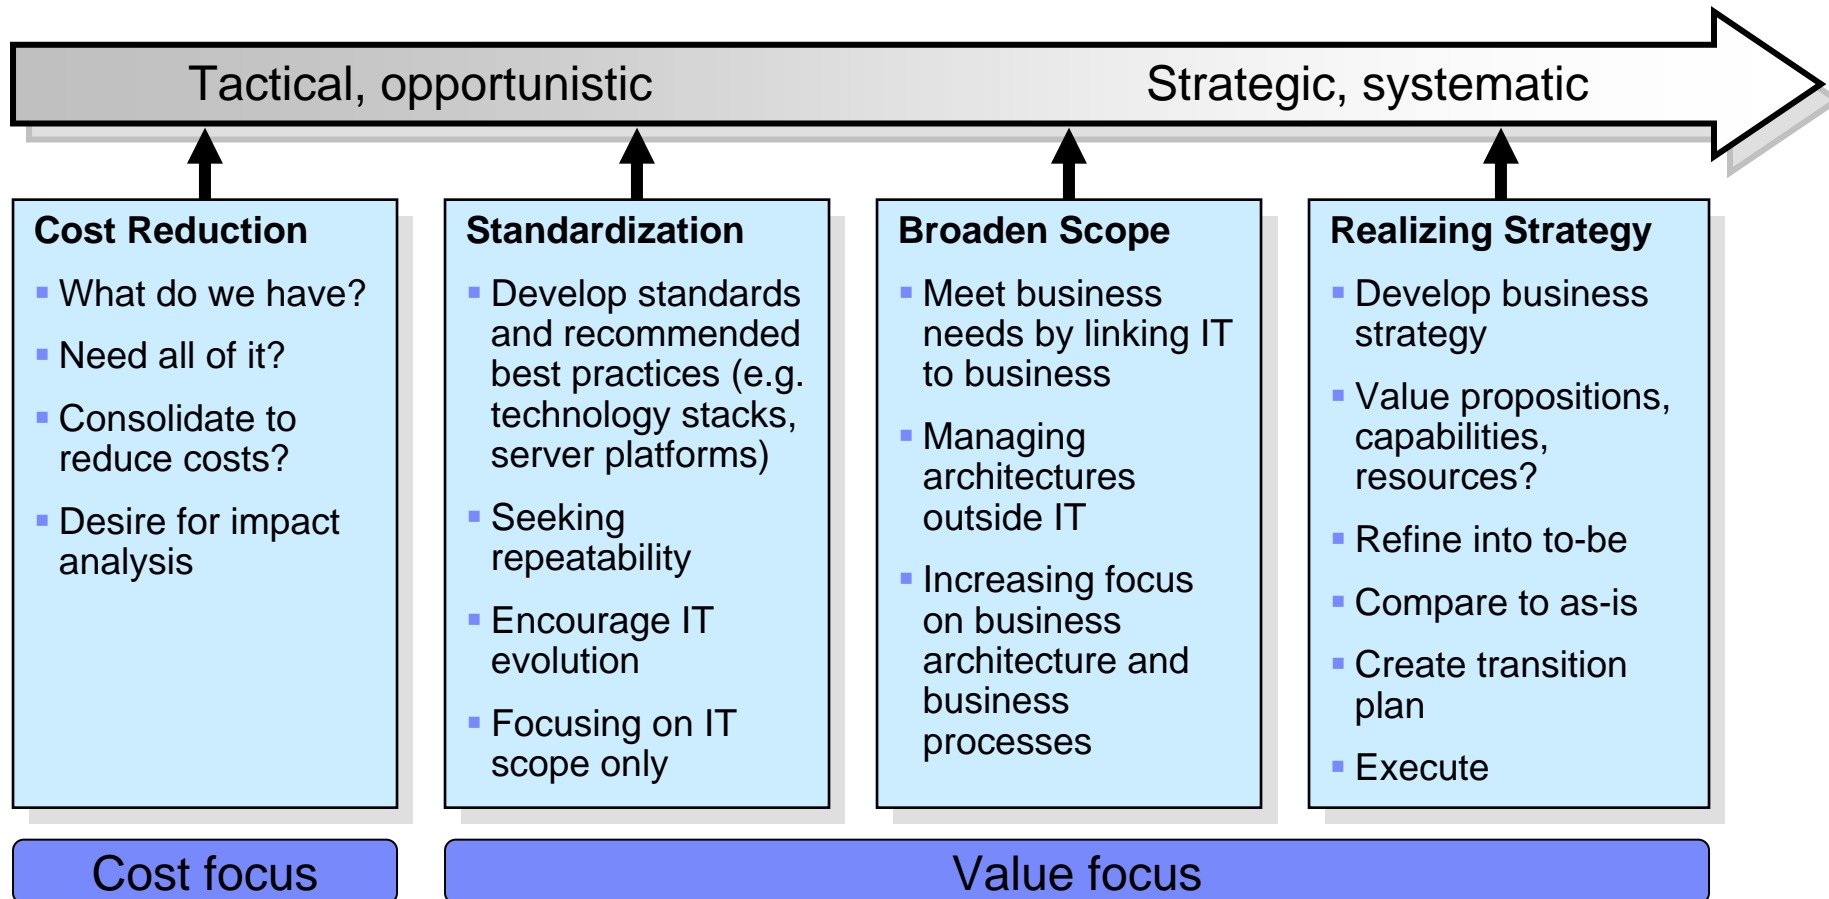 Tactical, opportunistic
Strategic, systematic
Cost Reduction
What do we have?
Need all of it?
Consolidate to
reduce costs?
Desire for impact
analysis
Standardization
Develop standards
and recommended
best practices (e.g.
technology stacks,
server platforms)
Seeking
repeatability
Encourage IT
evolution
Focusing on IT
scope only
Broaden Scope
Meet business
needs by linking IT
to business
Managing
architectures
outside IT
Increasing focus
on business
architecture and
business
processes
Realizing Strategy
Develop business
strategy
Value propositions,
capabilities,
resources?
Refine into to-be
Compare to as-is
Create transition
plan
Execute
Cost focus
Value focus